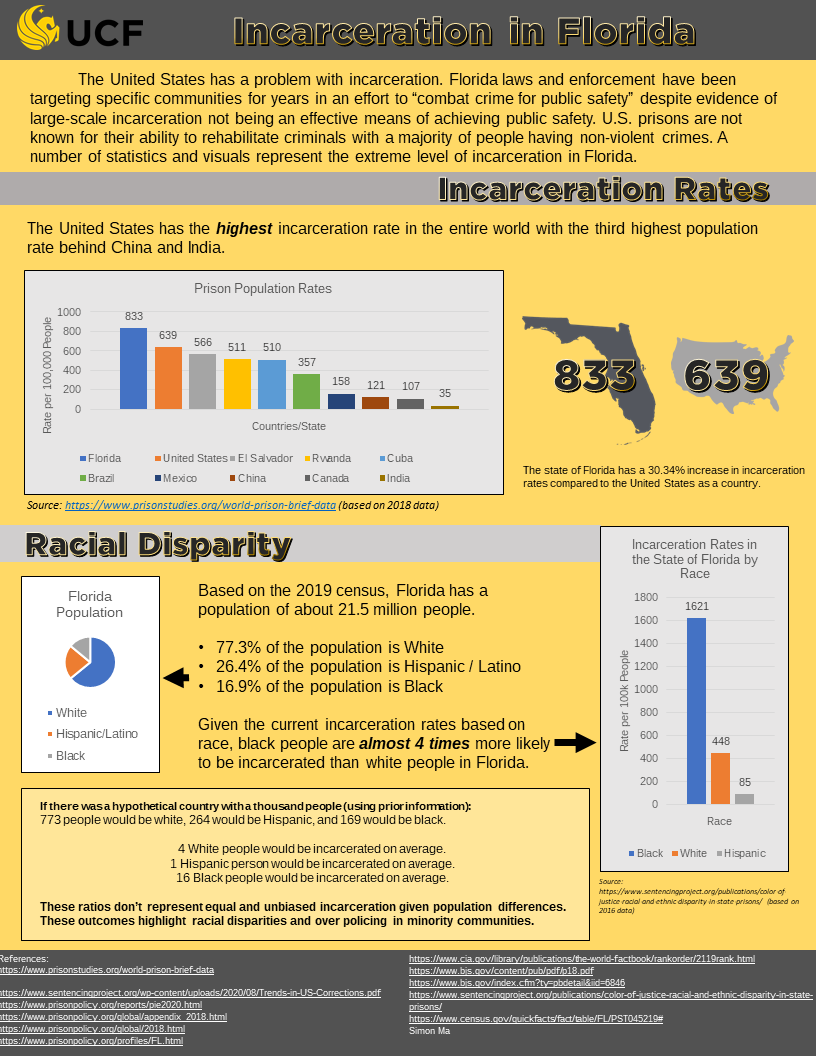 UCF
Incarceration in Florida
The United States has a problem with incarceration. Florida laws and enforcement have been
targeting specific communities for years in an effort to “combat crime for public safety” despite evidence of
large-scale incarceration not being an effective means of achieving public safety. U.S. prisons are not
known for their ability to rehabilitate criminals with a majority of people having non-violent crimes. A
number of statistics and visuals represent the extreme level of incarceration in Florida.
Incarceration Rates
The United States has the highest incarceration rate in the entire world with the third highest population
rate behind China and India.
Prison Population Rates
Rate per 100,000 People
1000
800
600
400
200
0
833
639
566
511
510
357
158
121
107
35
Countries/State
Florida
United States
El Salvador
Rwanda
Cuba
Brazil
Mexico
China
Canada
India
Source: https://www.prisonstudies.org/world-prison-brief-data (based on 2018 data)
833
639
The state of Florida has a 30.34% increase in incarceration
rates compared to the United States as a country.
Racial Disparity
Florida
Population
White
Hispanic/Latino
Black
Based on the 2019 census, Florida has a
population of about 21.5 million people.
• 77.3% of the population is White
• 26.4% of the population is Hispanic / Latino
• 16.9% of the population is Black
Given the current incarceration rates based on
race, black people are almost 4 times more likely
to be incarcerated than white people in Florida.
Incarceration Rates in
the State of Florida by
Race
Rate per 100k People
1800
1600
1400
1200
1000
800
600
400
200
0
1621
448
85
Race
Black
White
Hispanic
Source:
https://www.sentencingproject.org/publications/color-of-
justice-racial-and-ethnic-disparity-in-state-prisons/ (based on
2016 data)
If there was a hypothetical country with a thousand people (using prior information):
773 people would be white, 264 would be Hispanic, and 169 would be black.
4 White people would be incarcerated on average.
1 Hispanic person would be incarcerated on average.
16 Black people would be incarcerated on average.
These ratios don’t represent equal and unbiased incarceration given population differences.
These outcomes highlight racial disparities and over policing in minority communities.
References:
https://www.prisonstudies.org/world-prison-brief-data
https://www.sentencingproject.org/wp-content/uploads/2020/08/Trends-in-US-Corrections.pdf
https://www.prisonpolicy.org/reports/pie2020.html
https://www.prisonpolicy.org/global/appendix_2018.html
https://www.prisonpolicy.org/global/2018.html
https://www.prisonpolicy.org/profiles/FL.html
https://www.cia.gov/library/publications/the-world-factbook/rankorder/2119rank.html
https://www.bjs.gov/content/pub/pdf/p18.pdf
https://www.bjs.gov/index.cfm?ty=pbdetail&iid=6846
https://www.sentencingproject.org/publications/color-of-justice-racial-and-ethnic-disparity-in-state-
prisons/
https://www.census.gov/quickfacts/fact/table/FL/PST045219#
Simon Ma